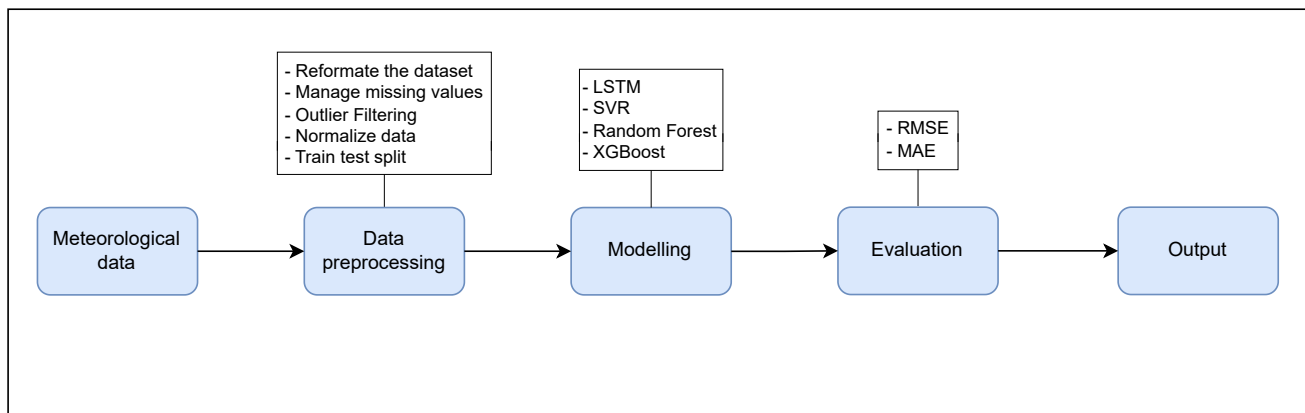 - Reformate the dataset
- Manage missing values
- Outlier Filtering
- Normalize data
- Train test split
- LSTM
- SVR
- Random Forest
- XGBoost
- RMSE
- MAE
Meteorological
data
Data
preprocessing
Modelling
Evaluation
Output